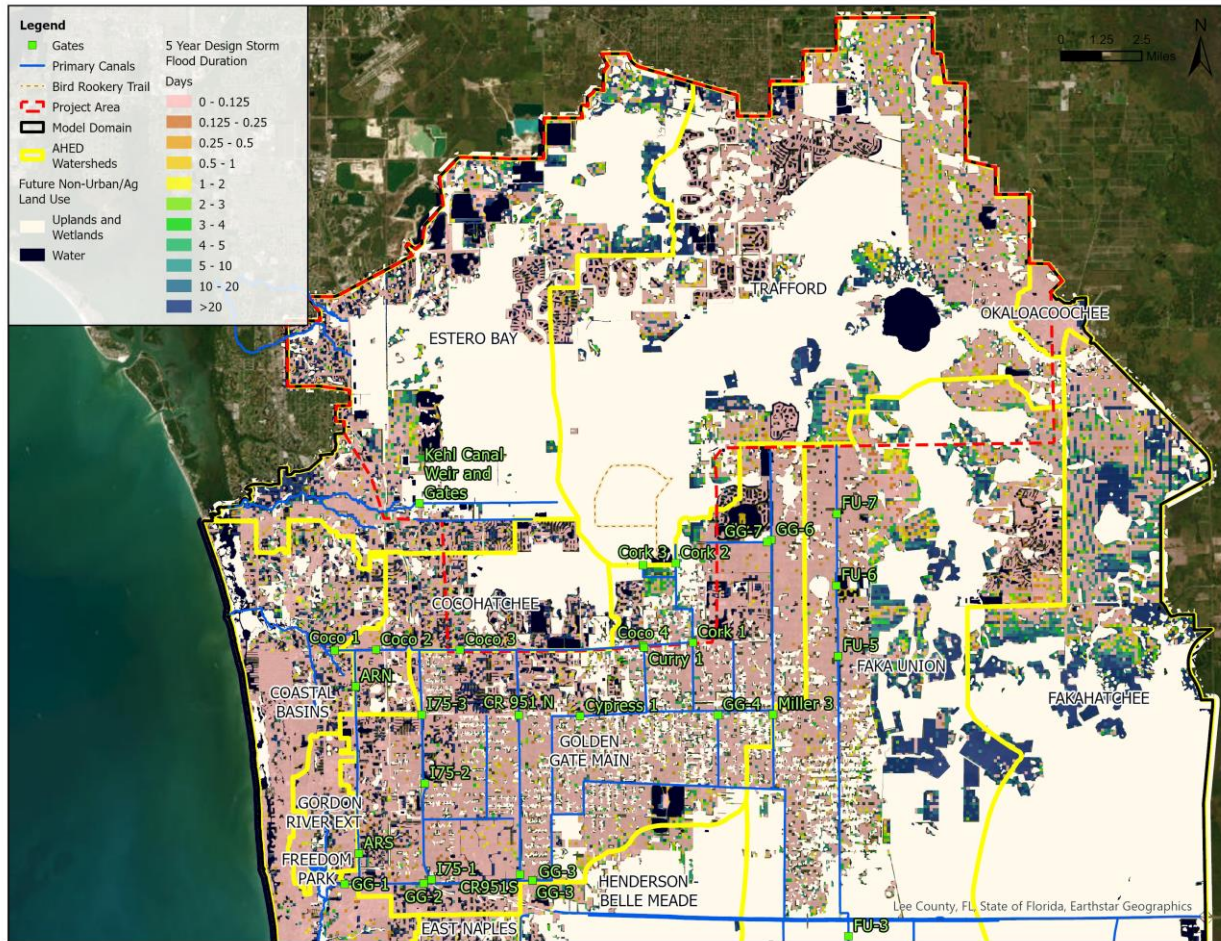 Legend
Gates
Primary Canals
Bird Rookery Trail
Project Area
Model Domain
AHED
Watersheds
Future Non-Urban/Ag
Land Use
Uplands and
Wetlands
Water
5 Year Design Storm
Flood Duration
Days
0 - 0.125
0.125 - 0.25
0.25 - 0.5
0.5 - 1
1 - 2
2 - 3
3 - 4
4 - 5
5 - 10
10 - 20
>20
N
0 1.25 2.5
Miles
TRAFFORD
OKALOACOOCHEE
ESTERO BAY
Kehl Canal
Weir and
Gates
FU-7
GG-7
GG-6
Cork 3
Cork 2
FU-6
COCOHATCHEE
Coco 1
Coco 2
Coco 3
Coco 4
Cork 1
Curry 1
FU-5
FAKA UNION
ARN
COASTAL
BASINS
FAKAHATCHEE
I75-3
CR 951 N
Cypress 1
GG-4
Miller 3
GOLDEN
GATE MAIN
I75-2
GORDON
RIVER EXT
ARS
FREEDOM
PARK
GG-1
I75-1
GG-2
CR951S
GG-3
GG-3
HENDERSON -
BELLE MEADE
Lee County, FL, State of Florida, Earthstar Geographics
EAST NAPLES
FU-3